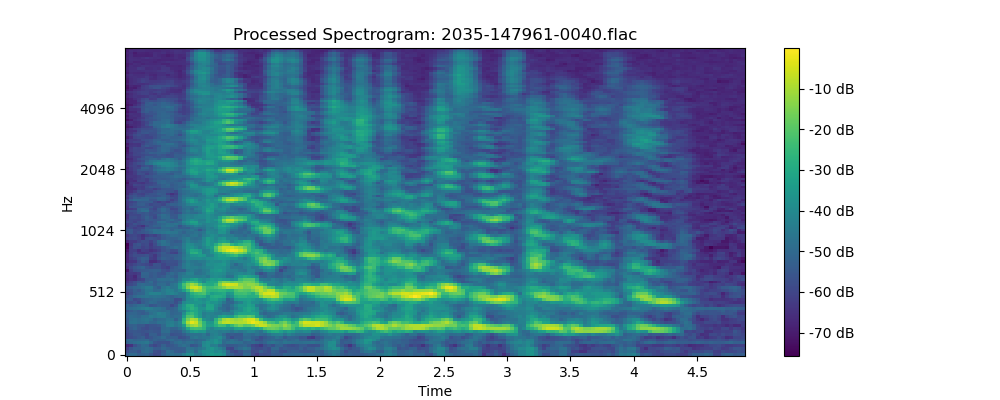 Processed Spectrogram: 2035-147961-0040.flac
Hz
4096
2048
1024
512
0
0 0.5 1 1.5 2 2.5 3 3.5 4 4.5
Time
-10 dB
-20 dB
-30 dB
-40 dB
-50 dB
-60 dB
-70 dB